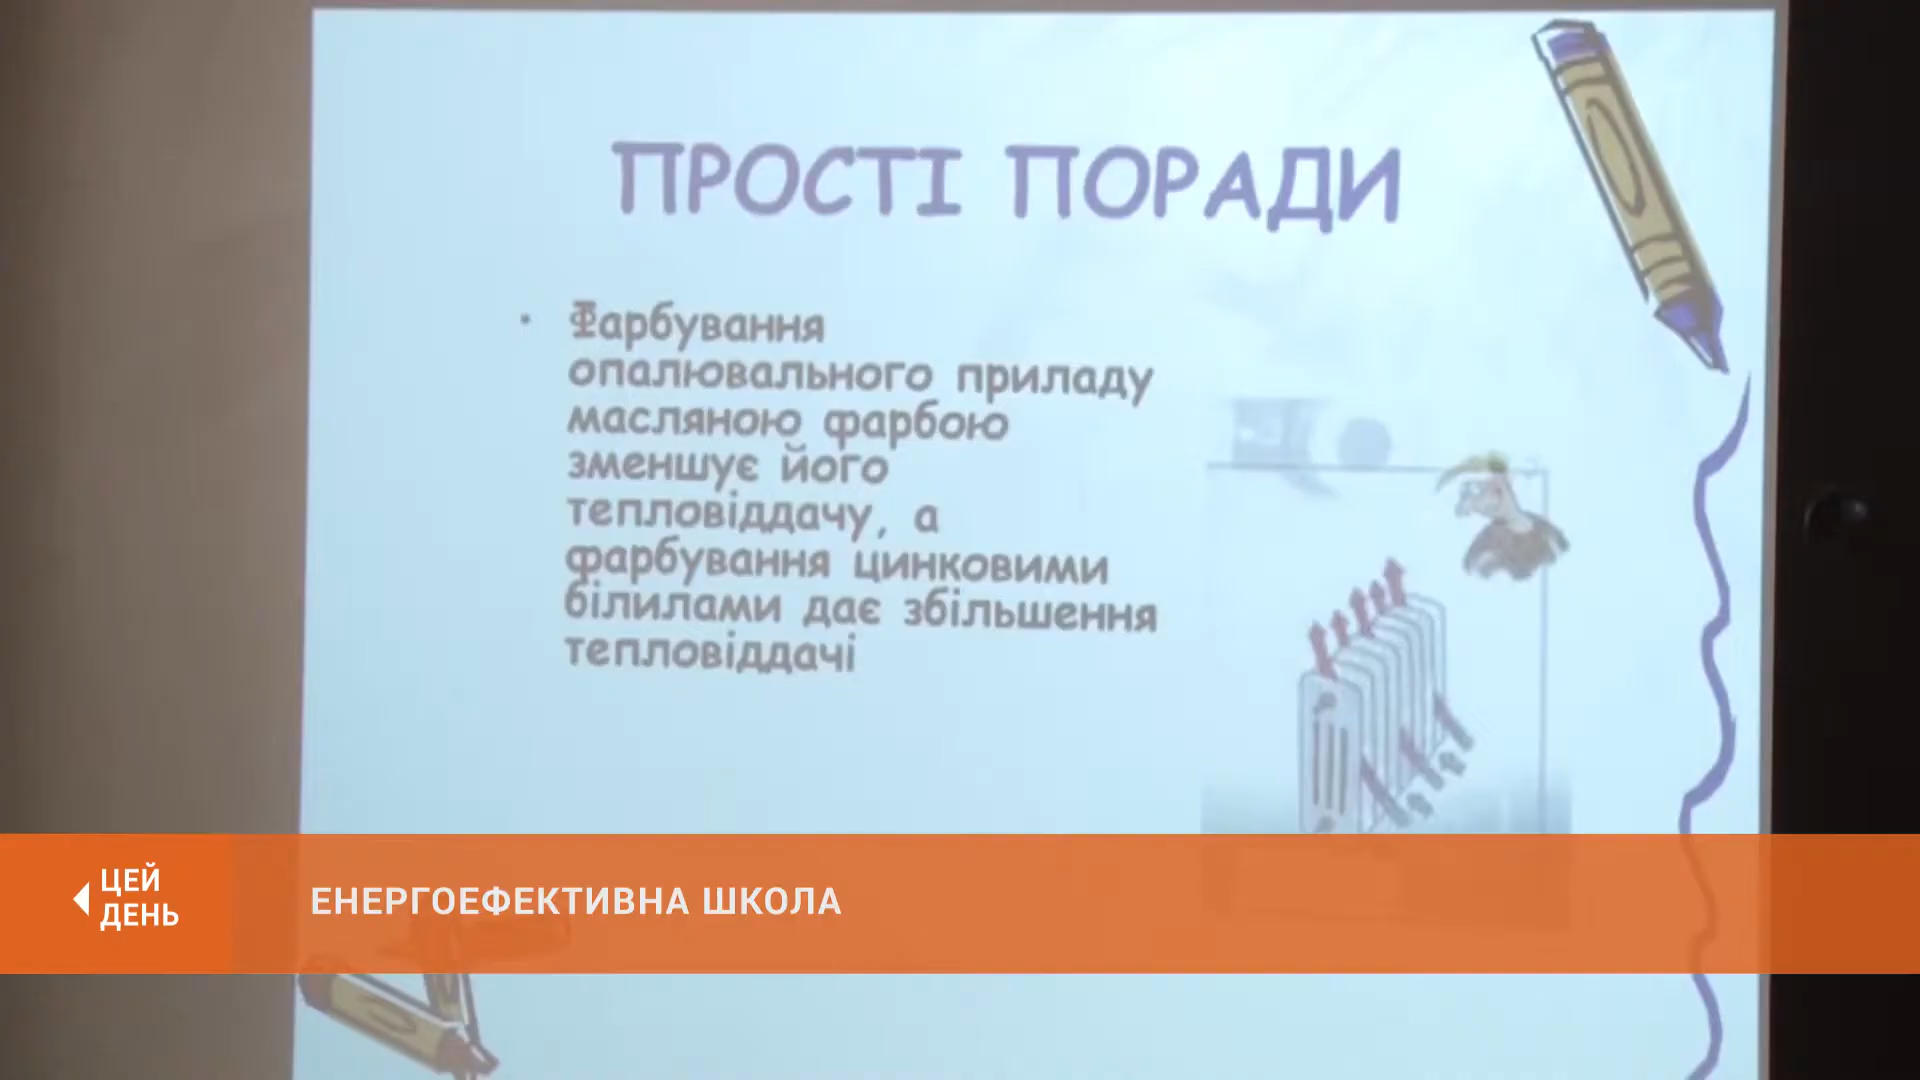 ПРОСТІ ПОРАДИ
• Фарбування
опалювального приладу
масляною фарбою
зменшує його
тепловіддачу, а
фарбування цинковими
білилами дає збільшення
тепловіддачі
ЦЕЙ
ДЕНЬ
ЕНЕРГОЕФЕКТИВНА ШКОЛА